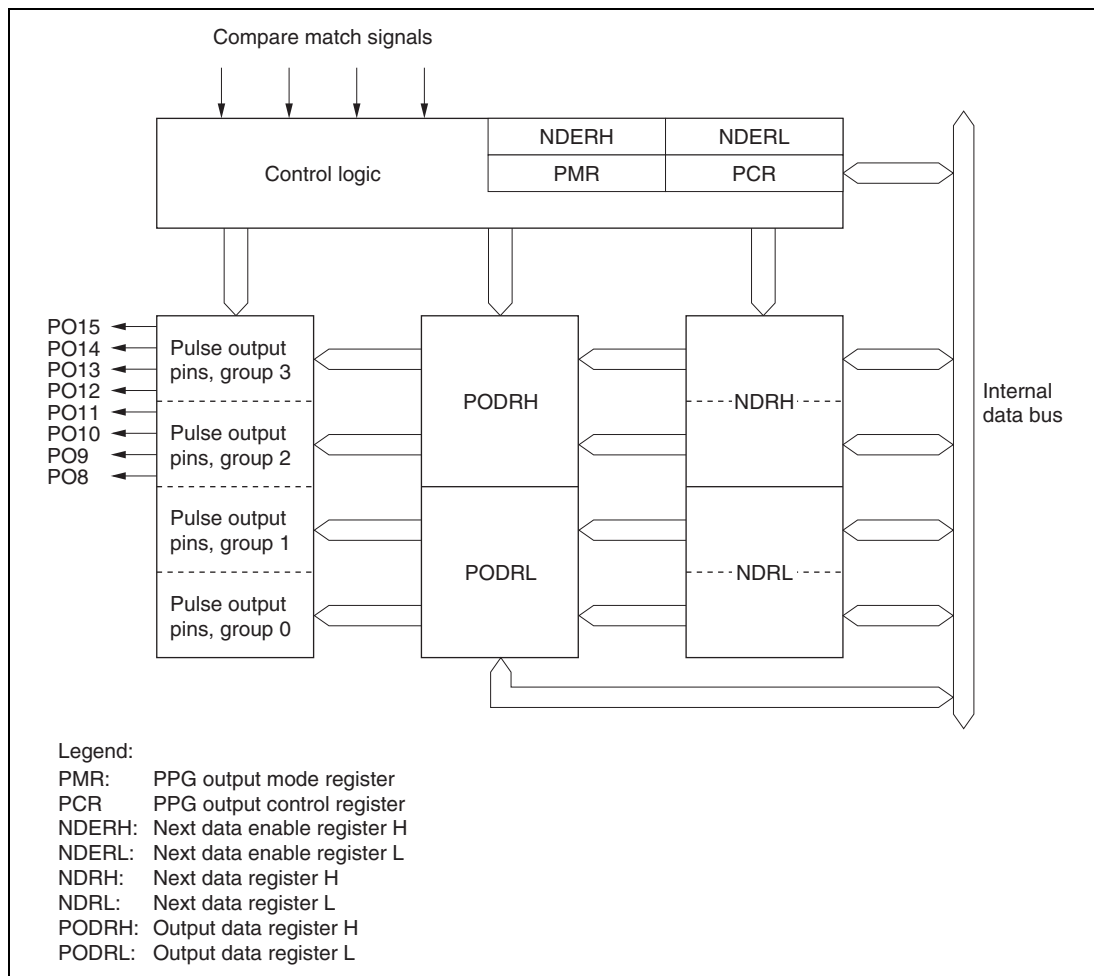 Compare match signals
NDERH NDERL
Control logic PMR PCR
PO15
PO14
PO13
PO12
PO11
PO10
PO9
PO8
Pulse output
pins, group 3
Pulse output
pins, group 2
Pulse output
pins, group 1
Pulse output
pins, group 0
PODRH
PODRL
NDRH
NDRL
Internal
data bus
Legend:
PMR: PPG output mode register
PCR PPG output control register
NDERH: Next data enable register H
NDERL: Next data enable register L
NDRH: Next data register H
NDRL: Next data register L
PODRH: Output data register H
PODRL: Output data register L